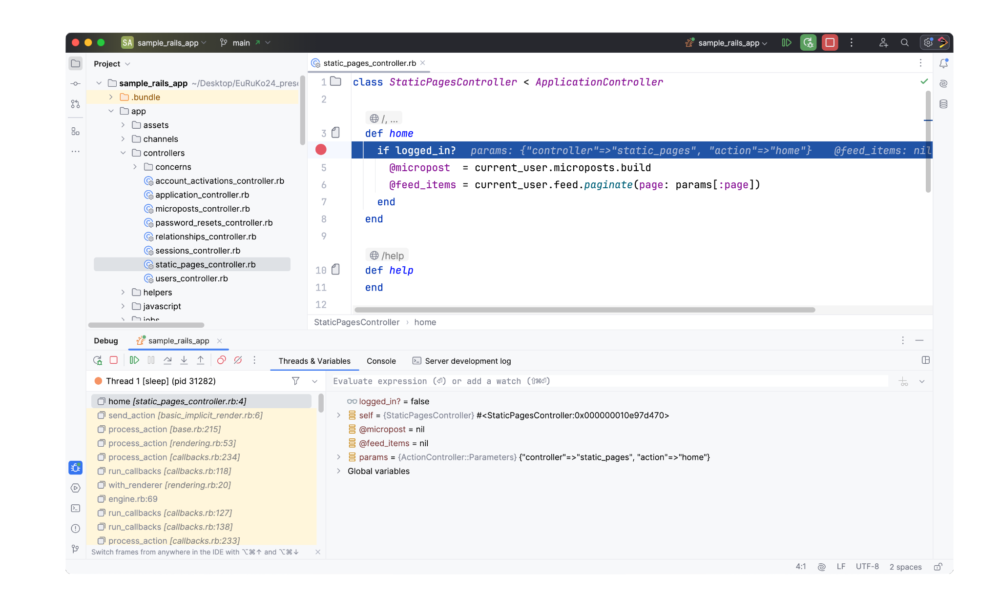 SA sample_rails_app main sample_rails_app
Project
sample_rails_app ~/Desktop/EuRuKo24_prese
.bundle
app
assets
channels
controllers
concerns
account_activations_controller.rb
application_controller.rb
microposts_controller.rb
password_resets_controller.rb
relationships_controller.rb
sessions_controller.rb
static_pages_controller.rb
users_controller.rb
helpers
javascript
jobs
static_pages_controller.rb
1 class StaticPagesController < ApplicationController
2
/, ...
3 def home
if logged_in? params: {"controller"=>"static_pages", "action"=>"home"} @feed_items: nil
5 @micropost = current_user.microposts.build
6 @feed_items = current_user.feed.paginate(page: params[:page])
7 end
8 end
9
/help
10 def help
11 end
12
StaticPagesController › home
Debug sample_rails_app
Threads & Variables Console Server development log
Thread 1 [sleep] (pid 31282)
home [static_pages_controller.rb:4]
send_action [basic_implicit_render.rb:6]
process_action [base.rb:215]
process_action [rendering.rb:53]
process_action [callbacks.rb:234]
run_callbacks [callbacks.rb:118]
with_renderer [rendering.rb:20]
engine.rb:69
run_callbacks [callbacks.rb:127]
run_callbacks [callbacks.rb:138]
process_action [callbacks.rb:233]
Switch frames from anywhere in the IDE with ⌥⌘↑ and ⌥⌘↓
Evaluate expression (⏎) or add a watch (⇧⌘⏎)
logged_in? = false
self = {StaticPagesController} #<StaticPagesController:0x000000010e97d470>
@micropost = nil
@feed_items = nil
params = {ActionController::Parameters} {"controller"=>"static_pages", "action"=>"home"}
Global variables
4:1 LF UTF-8 2 spaces